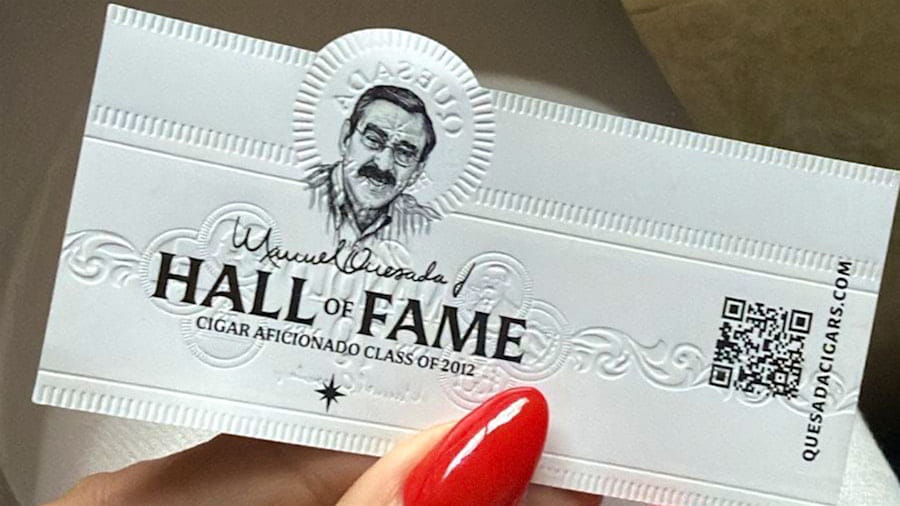 QUESADA
Manuel Quesada
HALL OF FAME
CIGAR AFICIONADO CLASS OF 2012
QUESADACIGARS.COM